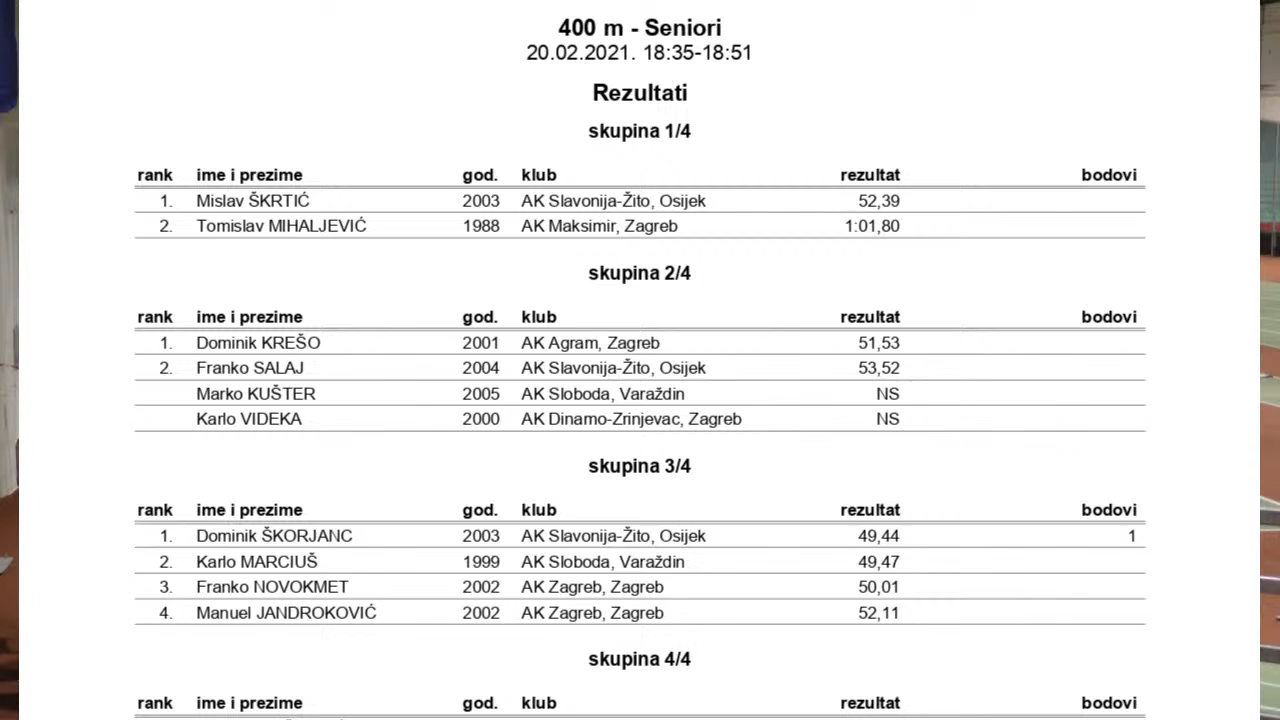 400 m - Seniori
20.02.2021. 18:35-18:51
Rezultati
skupina 1/4
rank ime i prezime god. klub rezultat bodovi
1. Mislav ŠKRTIĆ 2003 AK Slavonija-Žito, Osijek 52,39
2. Tomislav MIHALJEVIĆ 1988 AK Maksimir, Zagreb 1:01,80
skupina 2/4
rank ime i prezime god. klub rezultat bodovi
1. Dominik KREŠO 2001 AK Agram, Zagreb 51,53
2. Franko SALAJ 2004 AK Slavonija-Žito, Osijek 53,52
Marko KUŠTER 2005 AK Sloboda, Varaždin NS
Karlo VIDEKA 2000 AK Dinamo-Zrinjevac, Zagreb NS
skupina 3/4
rank ime i prezime god. klub rezultat bodovi
1. Dominik ŠKORJANC 2003 AK Slavonija-Žito, Osijek 49,44 1
2. Karlo MARCIUŠ 1999 AK Sloboda, Varaždin 49,47
3. Franko NOVOKMET 2002 AK Zagreb, Zagreb 50,01
4. Manuel JANDROKOVIĆ 2002 AK Zagreb, Zagreb 52,11
skupina 4/4
rank ime i prezime god. klub rezultat bodovi